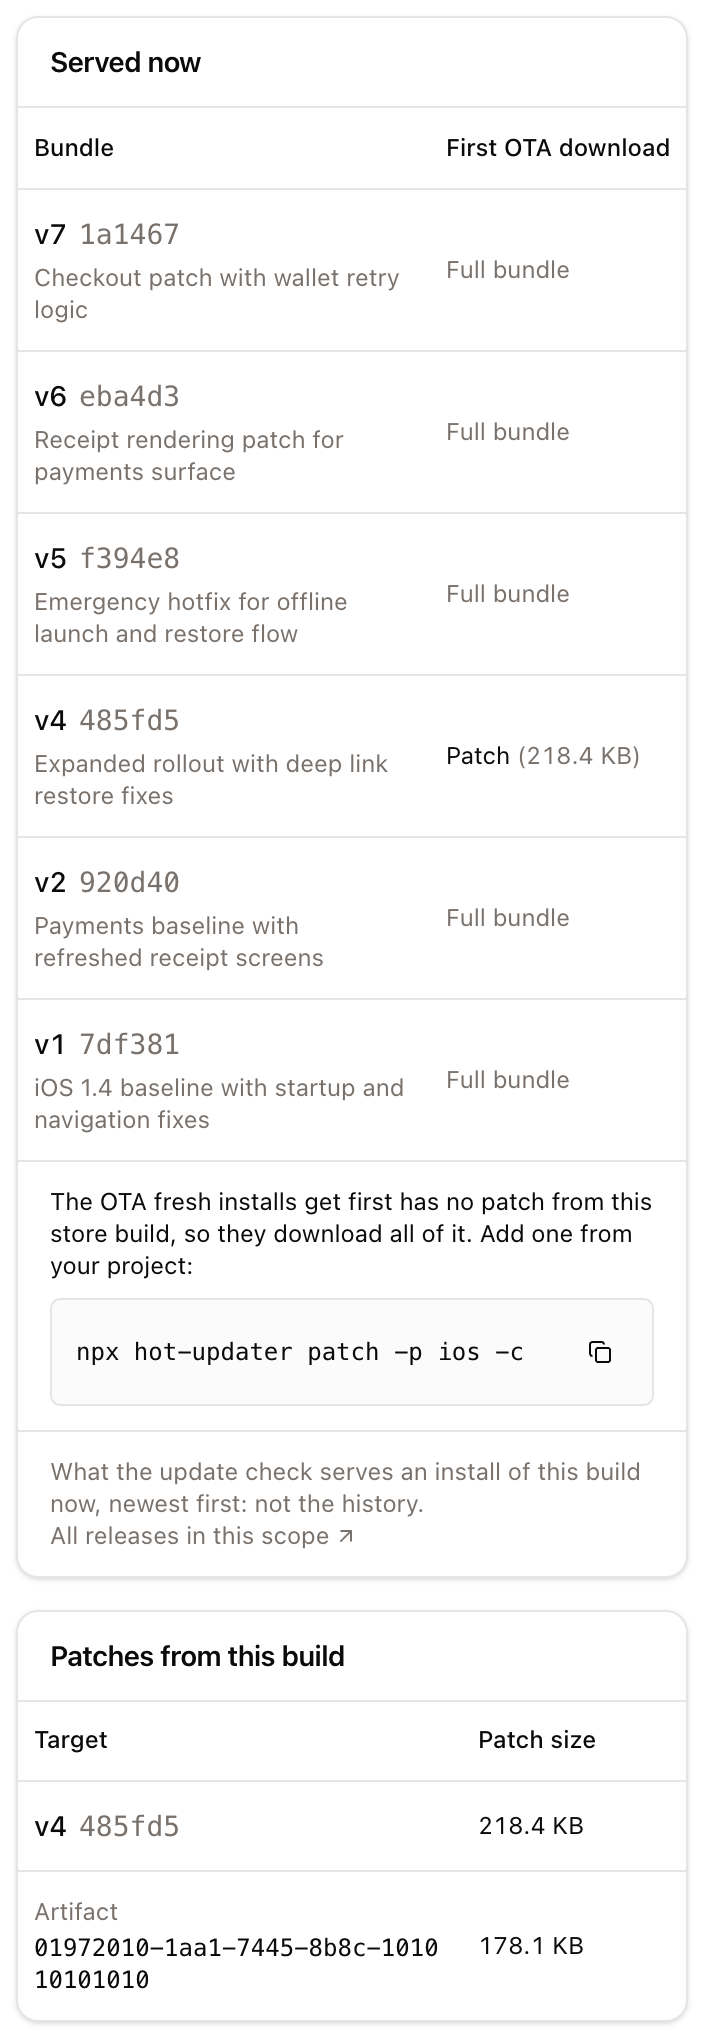 Served now
Bundle First OTA download
v7 1a1467
Checkout patch with wallet retry
logic
Full bundle
v6 eba4d3
Receipt rendering patch for
payments surface
Full bundle
v5 f394e8
Emergency hotfix for offline
launch and restore flow
Full bundle
v4 485fd5
Expanded rollout with deep link
restore fixes
Patch (218.4 KB)
v2 920d40
Payments baseline with
refreshed receipt screens
Full bundle
v1 7df381
iOS 1.4 baseline with startup and
navigation fixes
Full bundle
The OTA fresh installs get first has no patch from this
store build, so they download all of it. Add one from
your project:
npx hot-updater patch -p ios -c
What the update check serves an install of this build
now, newest first: not the history.
All releases in this scope ↗
Patches from this build
Target Patch size
v4 485fd5 218.4 KB
Artifact
01972010-1aa1-7445-8b8c-1010
10101010
178.1 KB